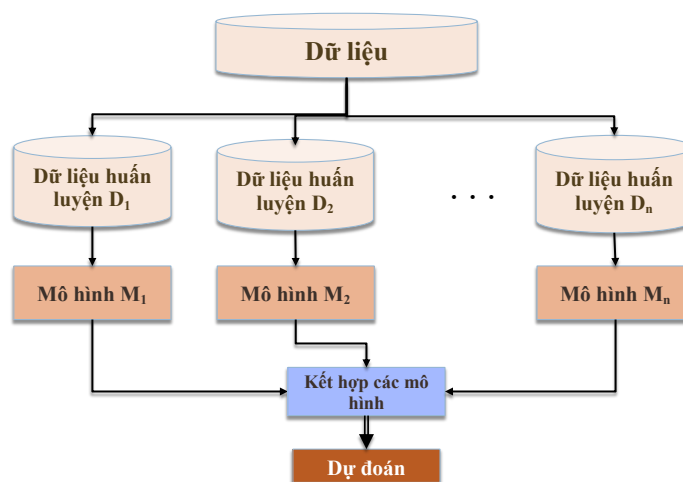 Dữ liệu
Dữ liệu huấn
luyện D₁
Dữ liệu huấn
luyện D₂
. . .
Dữ liệu huấn
luyện Dₙ
Mô hình M₁
Mô hình M₂
Mô hình Mₙ
Kết hợp các mô
hình
Dự đoán